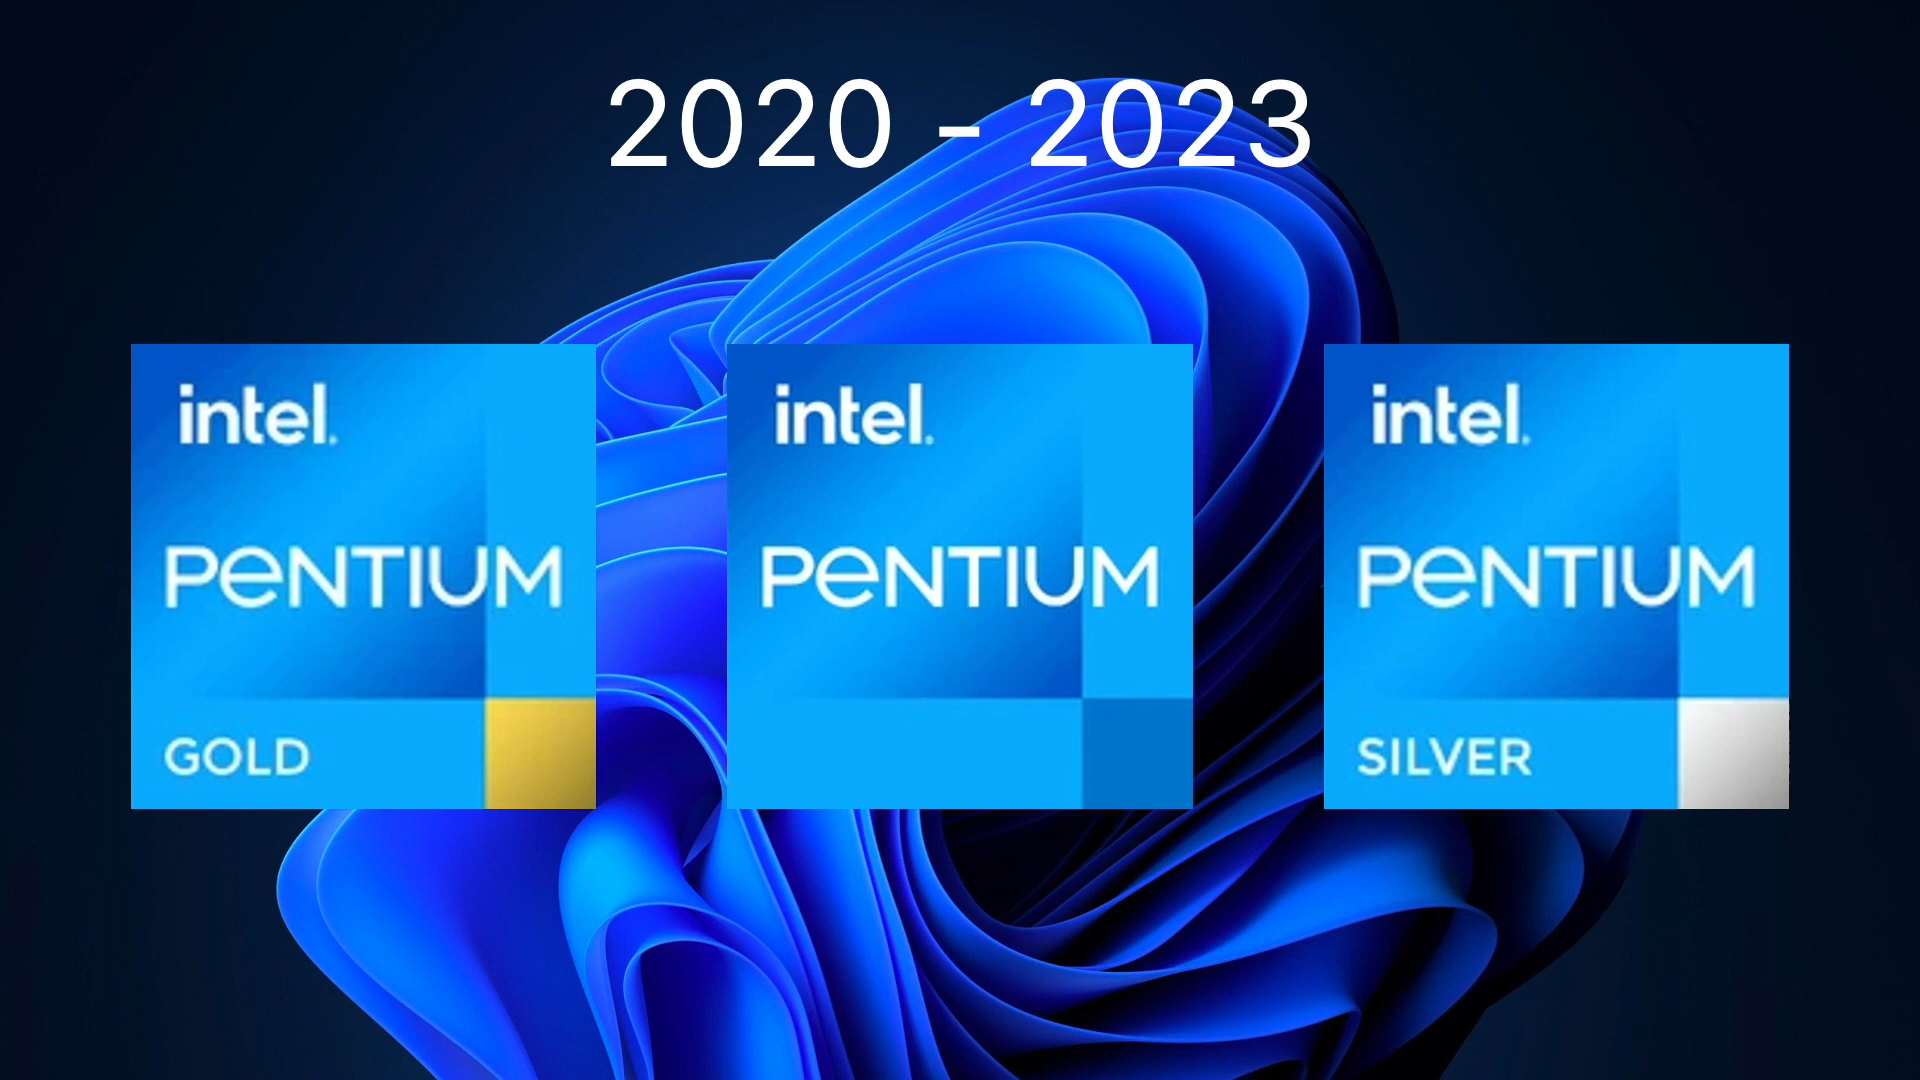 2020 - 2023
intel.
PENTIUM
GOLD
intel.
PENTIUM
intel.
PENTIUM
SILVER